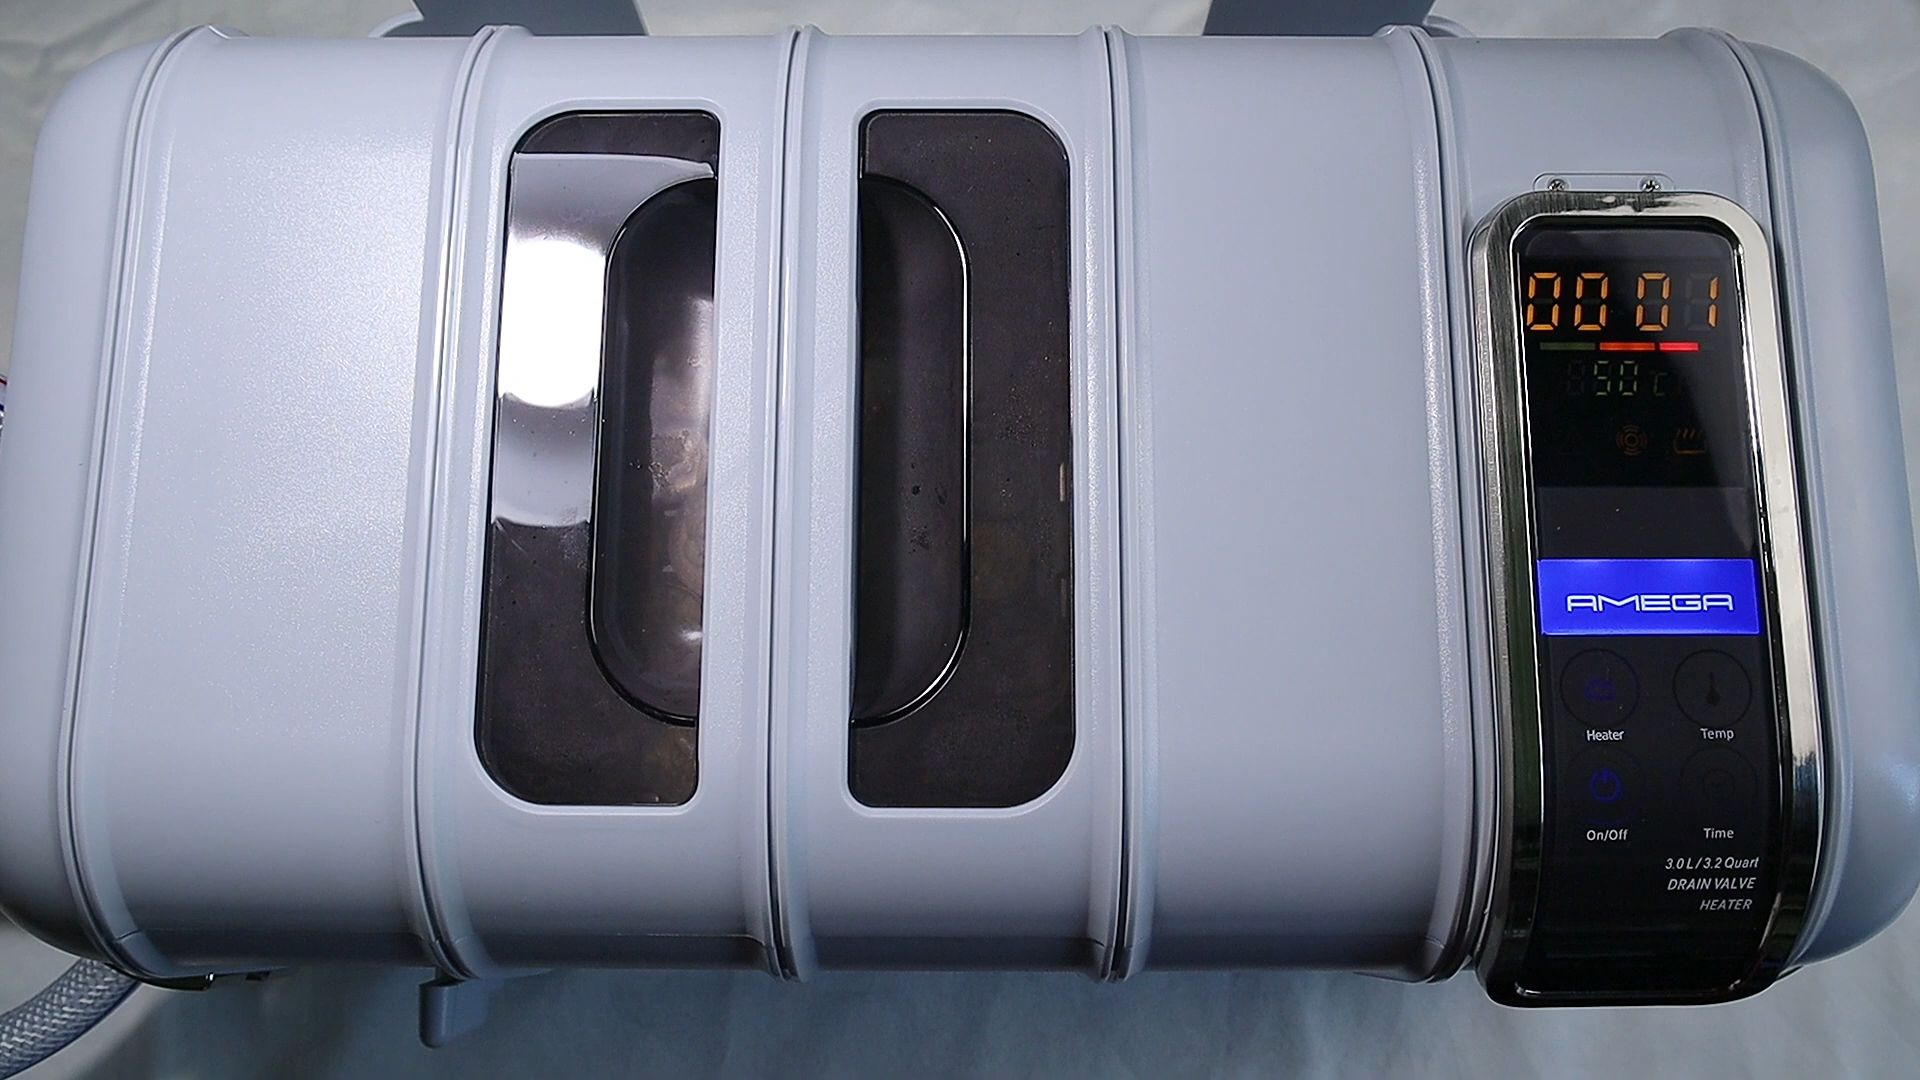 00 01
50 °C
AMEGA
Heater Temp
On/Off Time
3.0 L / 3.2 Quart
DRAIN VALVE
HEATER